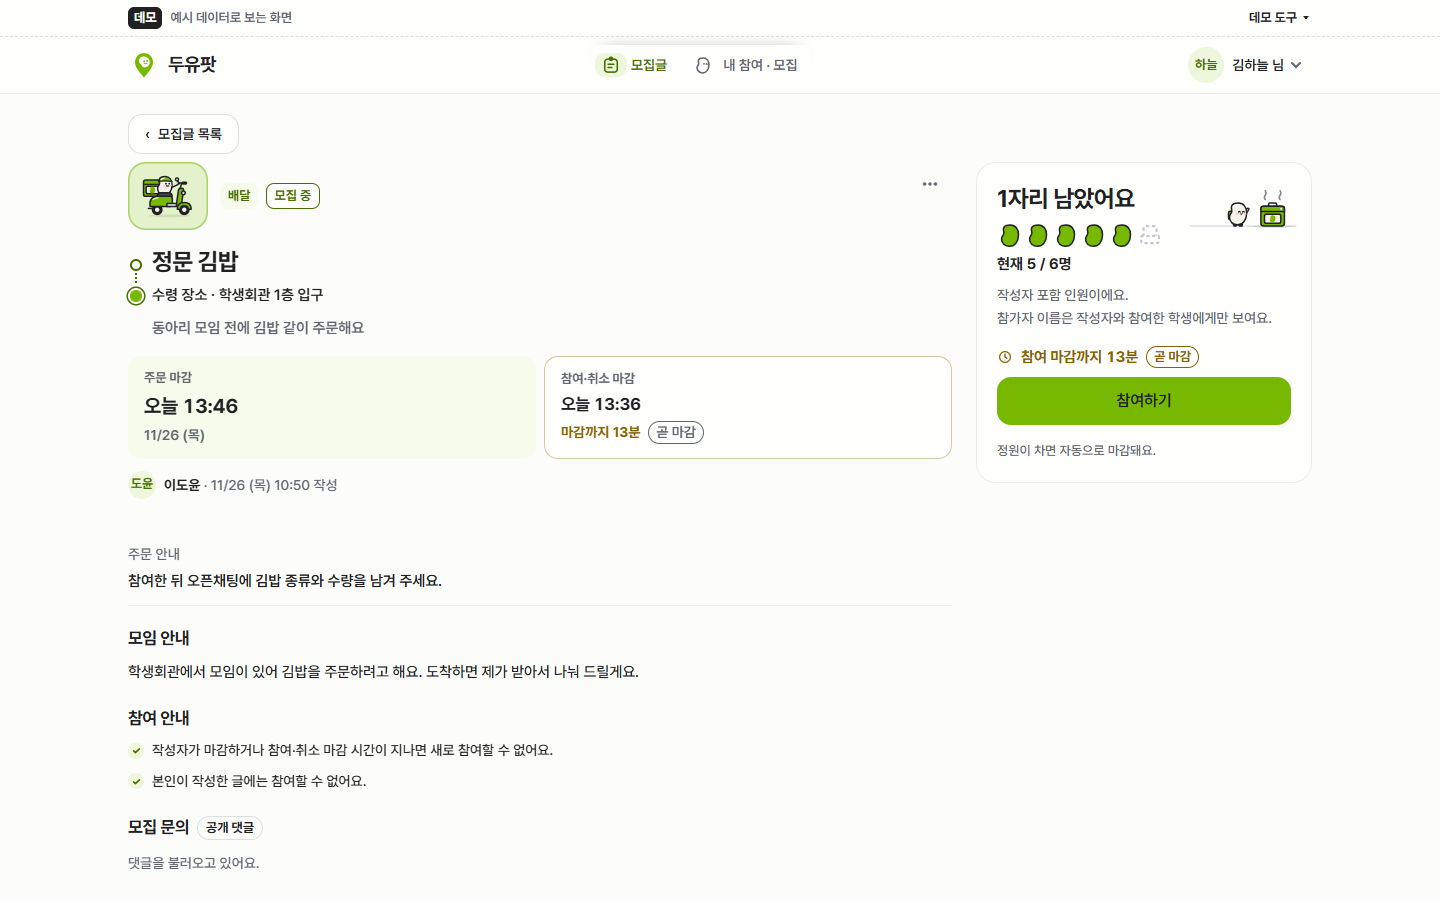 데모 예시 데이터로 보는 화면
데모 도구
두유팟
모집글
내 참여 · 모집
하늘 김하늘 님
‹ 모집글 목록
배달 모집 중
정문 김밥
수령 장소 · 학생회관 1층 입구
동아리 모임 전에 김밥 같이 주문해요
주문 마감
오늘 13:46
11/26 (목)
참여·취소 마감
오늘 13:36
마감까지 13분 곧 마감
도윤 이도윤 · 11/26 (목) 10:50 작성
주문 안내
참여한 뒤 오픈채팅에 김밥 종류와 수량을 남겨 주세요.
모임 안내
학생회관에서 모임이 있어 김밥을 주문하려고 해요. 도착하면 제가 받아서 나눠 드릴게요.
참여 안내
작성자가 마감하거나 참여·취소 마감 시간이 지나면 새로 참여할 수 없어요.
본인이 작성한 글에는 참여할 수 없어요.
모집 문의 공개 댓글
댓글을 불러오고 있어요.
1자리 남았어요
현재 5 / 6명
작성자 포함 인원이에요.
참가자 이름은 작성자와 참여한 학생에게만 보여요.
참여 마감까지 13분 곧 마감
참여하기
정원이 차면 자동으로 마감돼요.